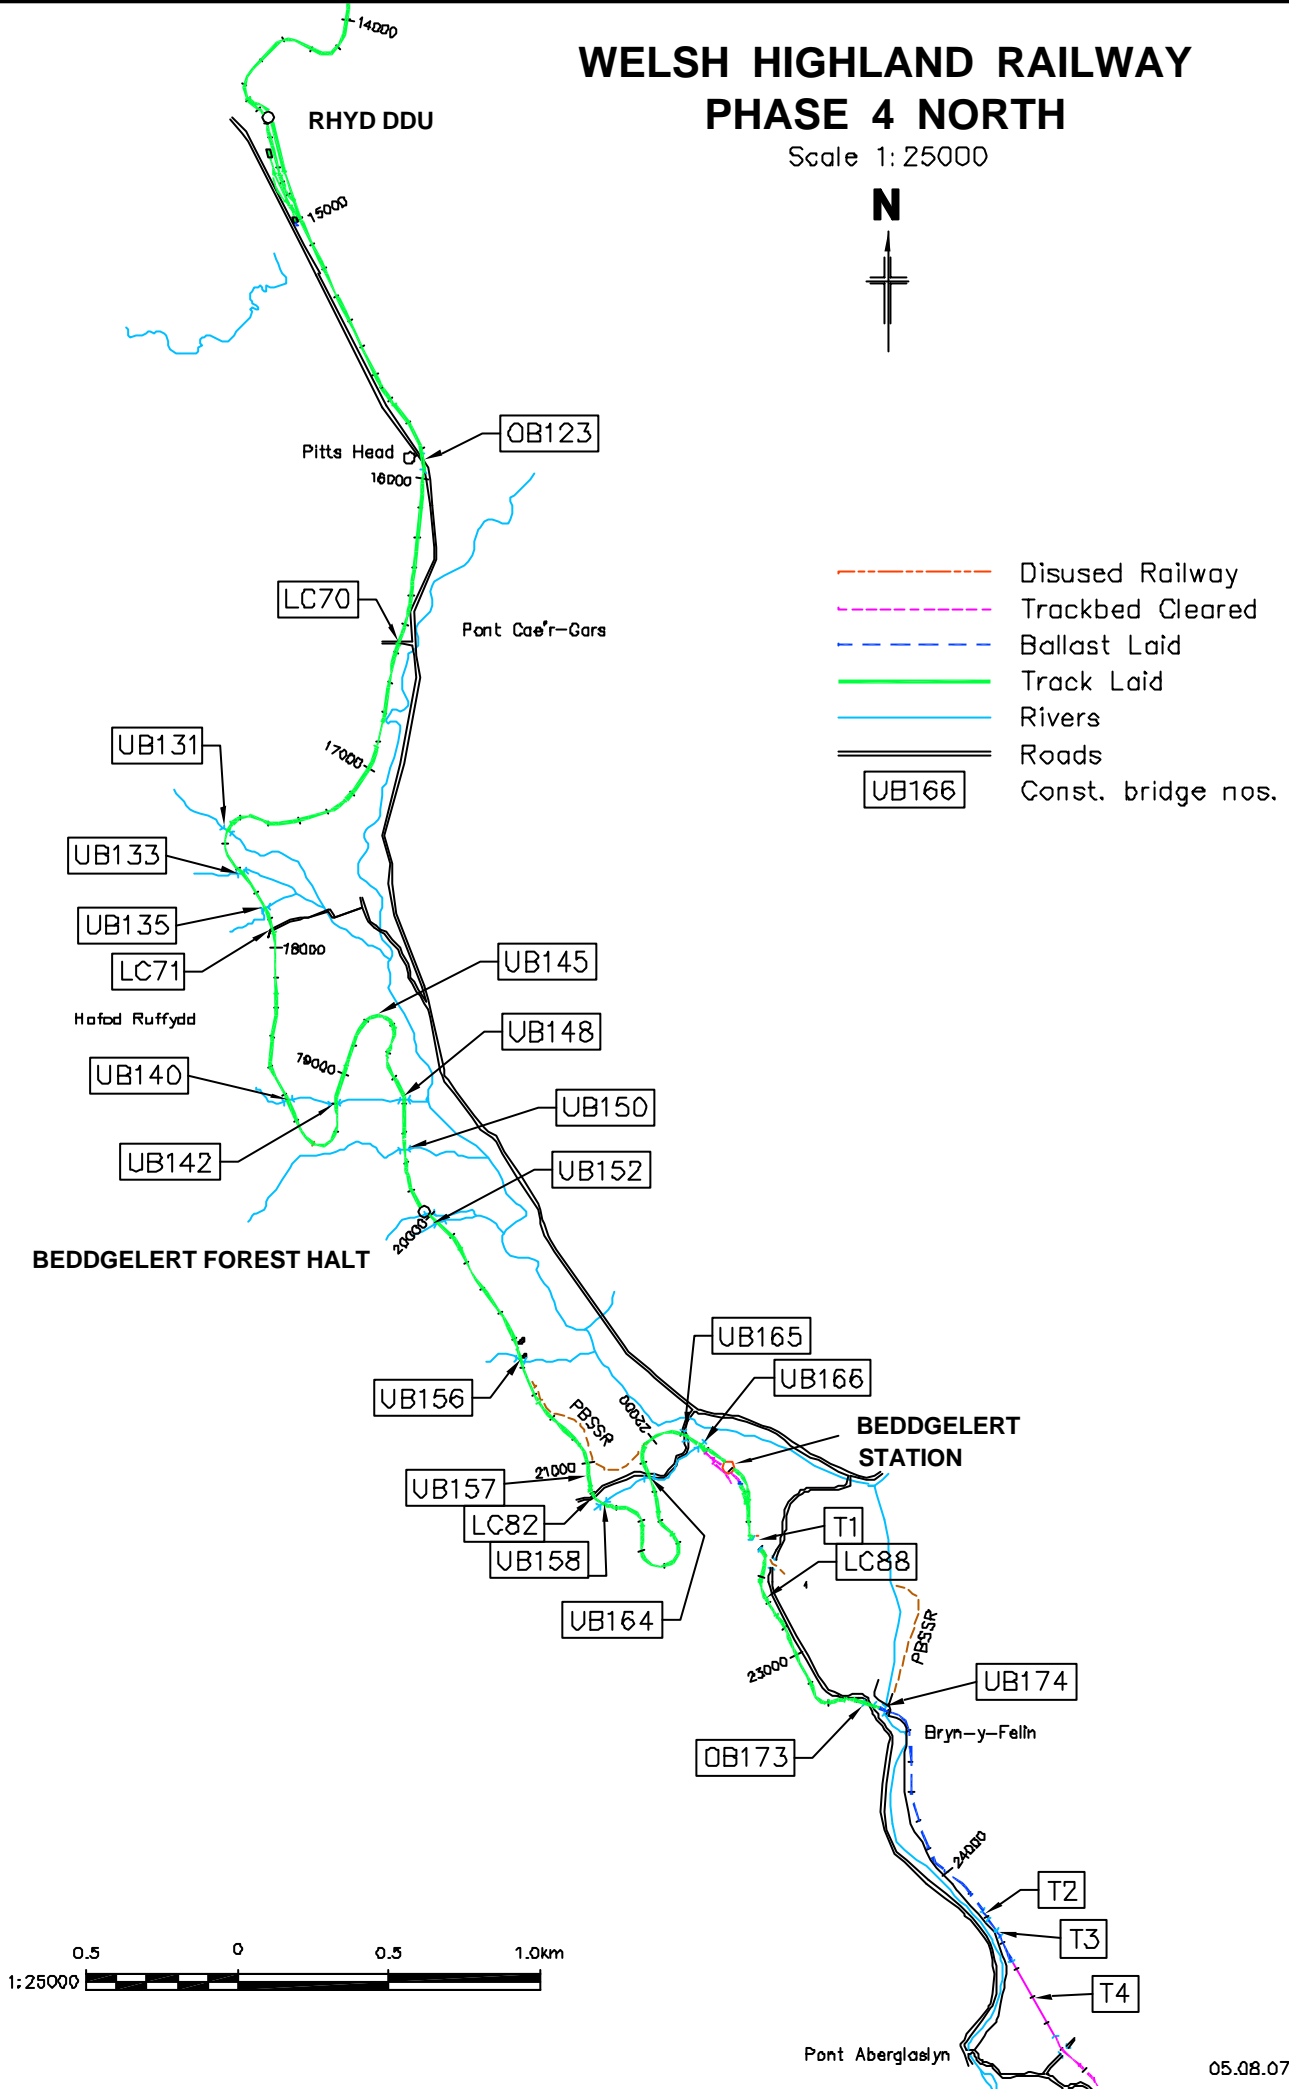 14000
WELSH HIGHLAND RAILWAY
PHASE 4 NORTH
Scale 1:25000
N
RHYD DDU
15000
OB123
Pitts Head
16000
LC70
Pont Cae'r-Gors
Disused Railway
Trackbed Cleared
Ballast Laid
Track Laid
Rivers
Roads
UB166
Const. bridge nos.
UB131
17000
UB133
UB135
18000
LC71
UB145
Hafod Ruffydd
UB148
19000
UB140
UB150
UB142
UB152
20000
BEDDGELERT FOREST HALT
UB165
UB166
UB156
PBSSR
22000
BEDDGELERT
STATION
21000
UB157
LC82
T1
UB158
LC88
UB164
PBSSR
23000
UB174
Bryn-y-Felin
OB173
24000
T2
T3
0.5 0 0.5 1.0km
1:25000
T4
Pont Aberglaslyn
05.08.07